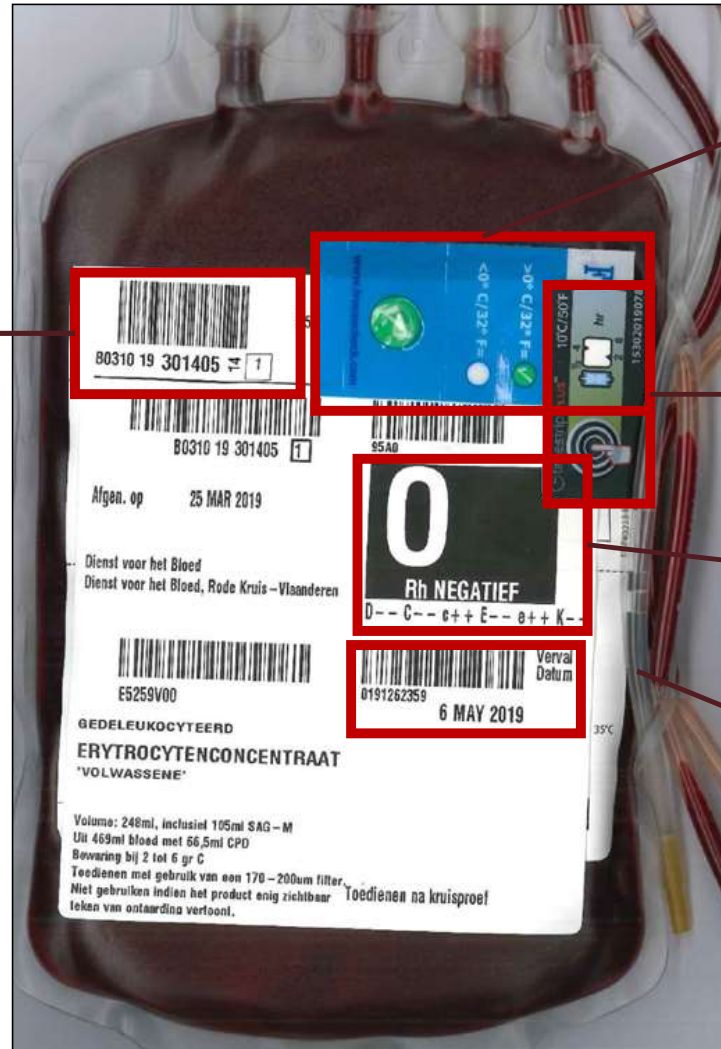 B0310 19 301405 14 1
B0310 19 301405 1
95A0
Afgen. op 25 MAR 2019
Dienst voor het Bloed
Dienst voor het Bloed, Rode Kruis-Vlaanderen
E5259V00
GEDELEUKOCYTEERD
ERYTROCYTENCONCENTRAAT
"VOLWASSENE"
Volume: 248ml, inclusief 105ml SAG-M
Uit 469ml bloed met 66,5ml CPD
Bewaring bij 2 tot 6 gr C
Toedienen met gebruik van een 170-200um filter.
Niet gebruiken indien het product enig zichtbaar
teken van ontaarding vertoont.
Toedienen na kruisproef
O
Rh NEGATIEF
D-- C-- c++ E-- e++ K--
Verval
Datum
0191262359
6 MAY 2019
35°C
>0° C/32° F=
<0° C/32° F=
10°C/50°F
hr
2
4
8